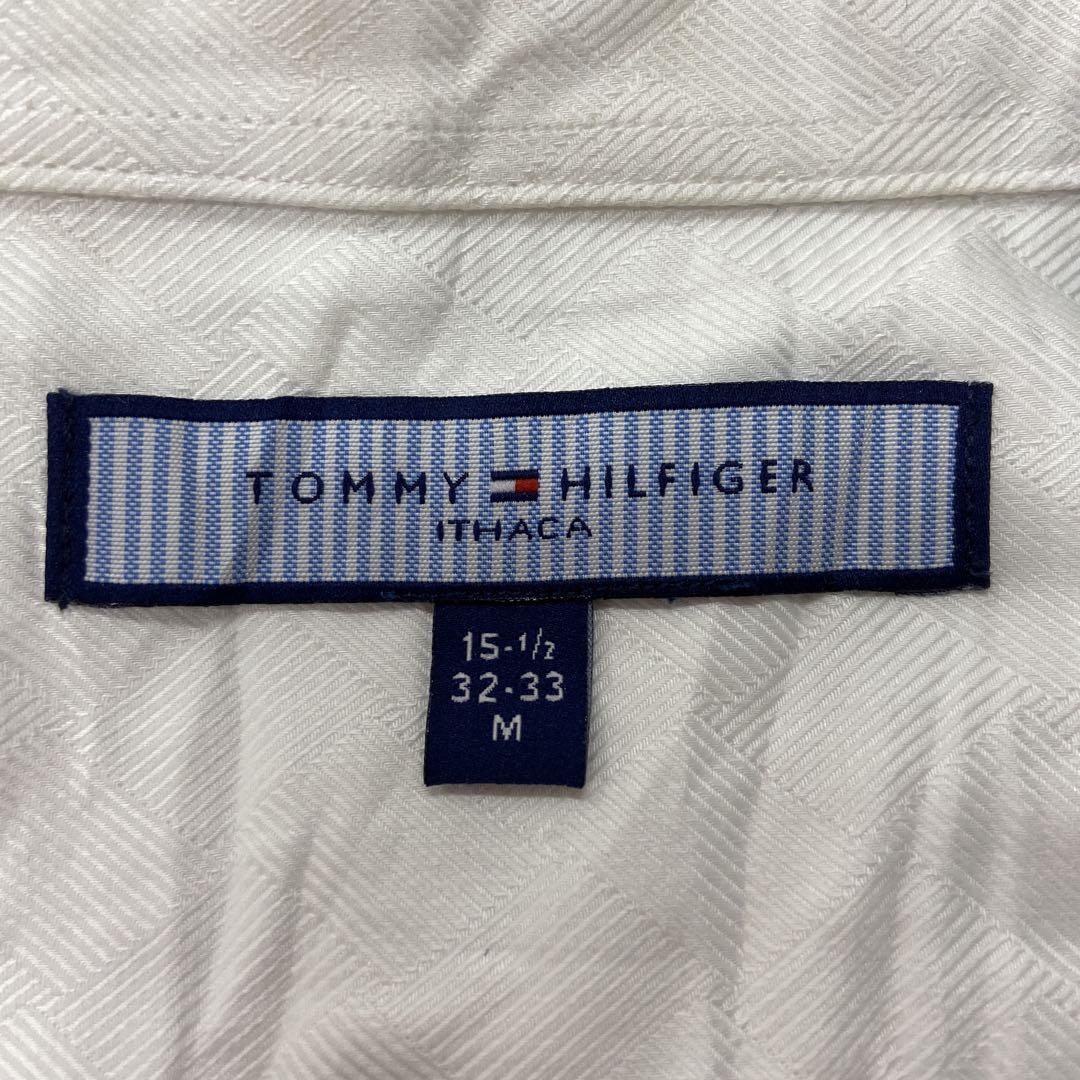 TOMMY HILFIGER
ITHACA
15-1/2
32-33
M